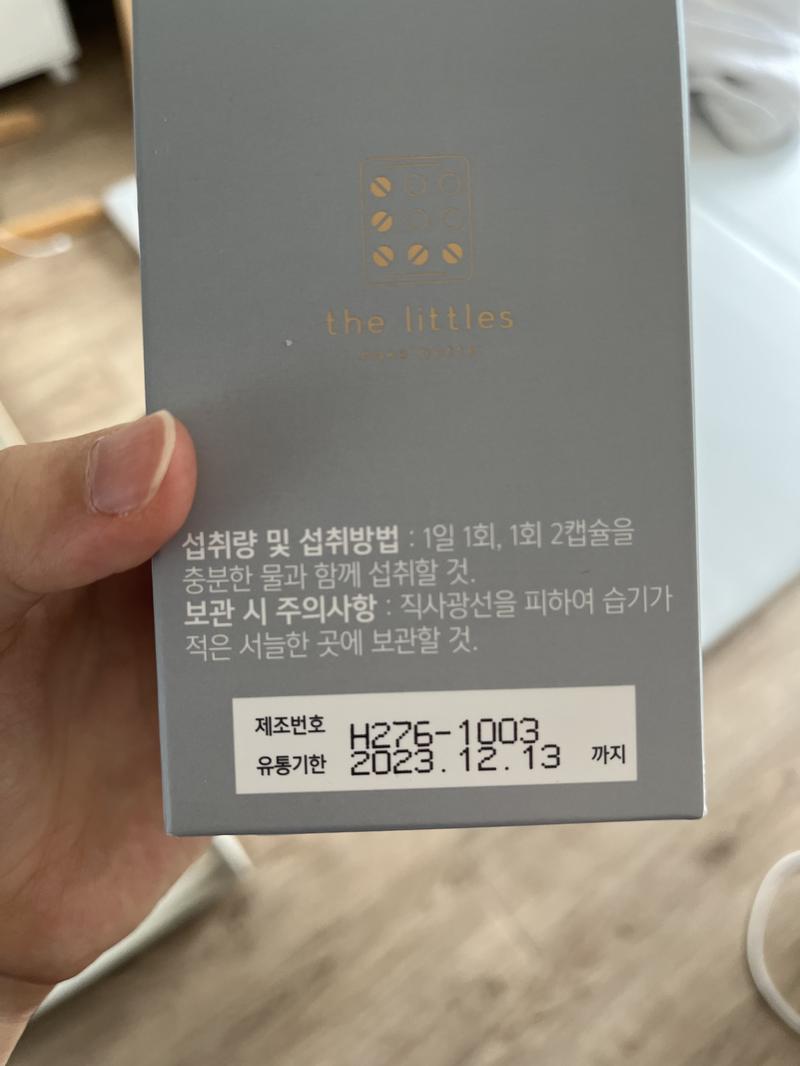 the littles
섭취량 및 섭취방법 : 1일 1회, 1회 2캡슐을
충분한 물과 함께 섭취할 것.
보관 시 주의사항 : 직사광선을 피하여 습기가
적은 서늘한 곳에 보관할 것.
제조번호 H276-1003
유통기한 2023.12.13 까지